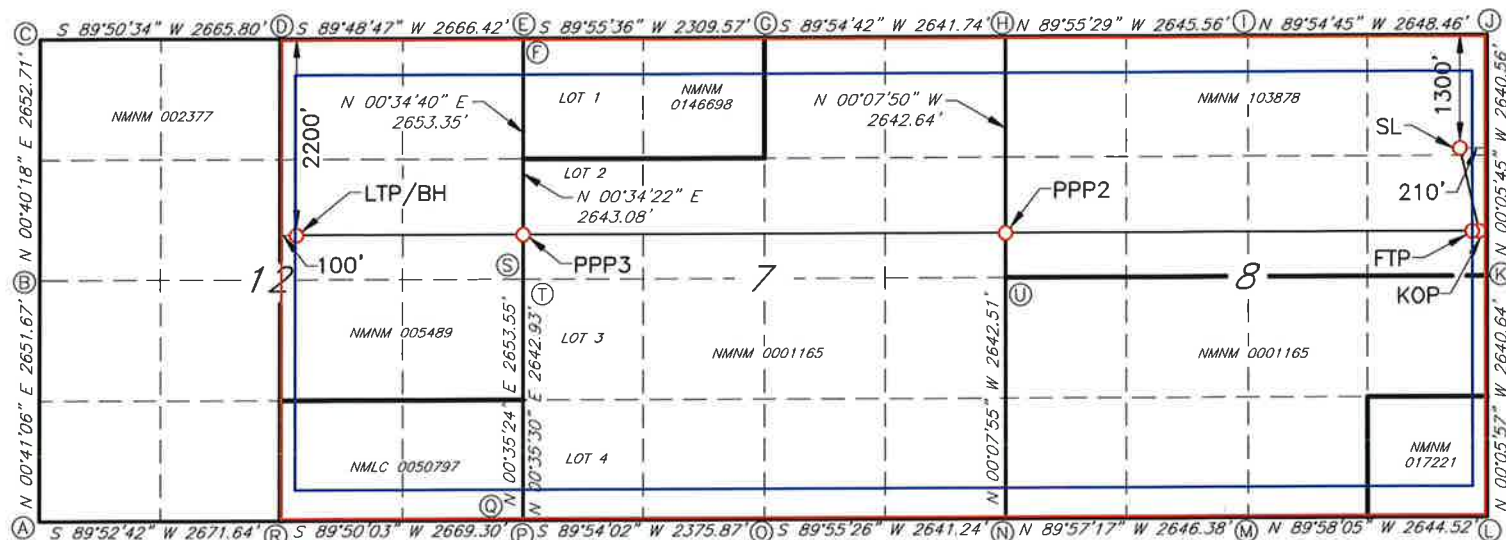 C S 89°50'34" W 2665.80' D S 89°48'47" W 2666.42' E S 89°55'36" W 2309.57' G S 89°54'42" W 2641.74' H N 89°55'29" W 2645.56' I N 89°54'45" W 2648.46' J
F
N 00°40'18" E 2652.71'
NMNM 002377
2200'
N 00°34'40" E
2653.35'
LOT 1
NMNM
0146698
N 00°07'50" W
2642.64'
NMNM 103878
1300'
SL
N 00°05'45" W 2640.56'
LOT 2
N 00°34'22" E
2643.08'
LTP/BH
PPP2
210'
100'
PPP3
FTP
KOP
B
12
S
7
8
K
T
U
N 00°41'06" E 2651.67'
NMNM 005489
N 00°35'24" E 2653.55'
N 00°35'30" E 2642.93'
LOT 3
NMNM 0001165
N 00°07'55" W 2642.51'
NMNM 0001165
N 00°05'57" W 2640.64'
NMLC 0050797
LOT 4
NMNM
017221
Q
A S 89°52'42" W 2671.64' R S 89°50'03" W 2669.30' P S 89°54'02" W 2375.87' O S 89°55'26" W 2641.24' N N 89°57'17" W 2646.38' M N 89°58'05" W 2644.52' L